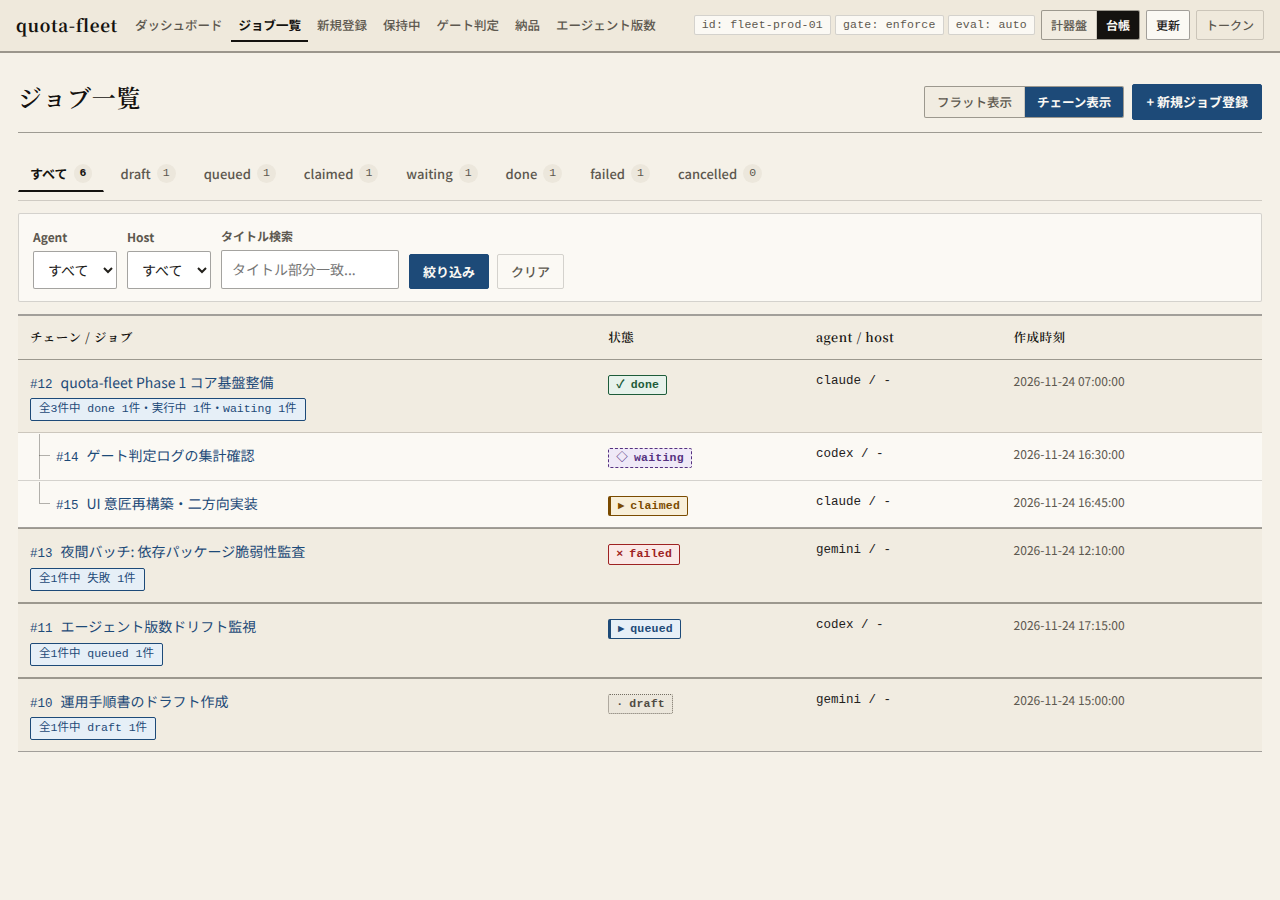 quota-fleet ダッシュボード ジョブ一覧 新規登録 保持中 ゲート判定 納品 エージェント版数 id: fleet-prod-01 gate: enforce eval: auto 計器盤 台帳 更新 トークン
ジョブ一覧 フラット表示 チェーン表示 + 新規ジョブ登録
すべて 6 draft 1 queued 1 claimed 1 waiting 1 done 1 failed 1 cancelled 0
Agent Host タイトル検索
すべて すべて タイトル部分一致... 絞り込み クリア
チェーン / ジョブ 状態 agent / host 作成時刻
#12 quota-fleet Phase 1 コア基盤整備 ✓ done claude / - 2026-11-24 07:00:00
全3件中 done 1件・実行中 1件・waiting 1件
#14 ゲート判定ログの集計確認 ◇ waiting codex / - 2026-11-24 16:30:00
#15 UI 意匠再構築・二方向実装 ▶ claimed claude / - 2026-11-24 16:45:00
#13 夜間バッチ: 依存パッケージ脆弱性監査 × failed gemini / - 2026-11-24 12:10:00
全1件中 失敗 1件
#11 エージェント版数ドリフト監視 ▶ queued codex / - 2026-11-24 17:15:00
全1件中 queued 1件
#10 運用手順書のドラフト作成 · draft gemini / - 2026-11-24 15:00:00
全1件中 draft 1件